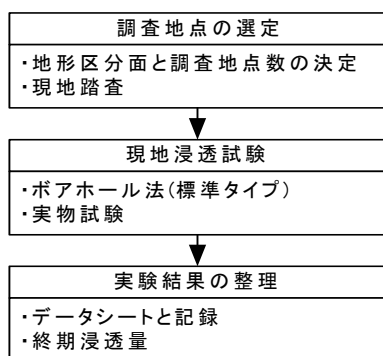 調査地点の選定
・地形区分面と調査地点数の決定
・現地踏査
現地浸透試験
・ボアホール法(標準タイプ)
・実物試験
実験結果の整理
・データシートと記録
・終期浸透量